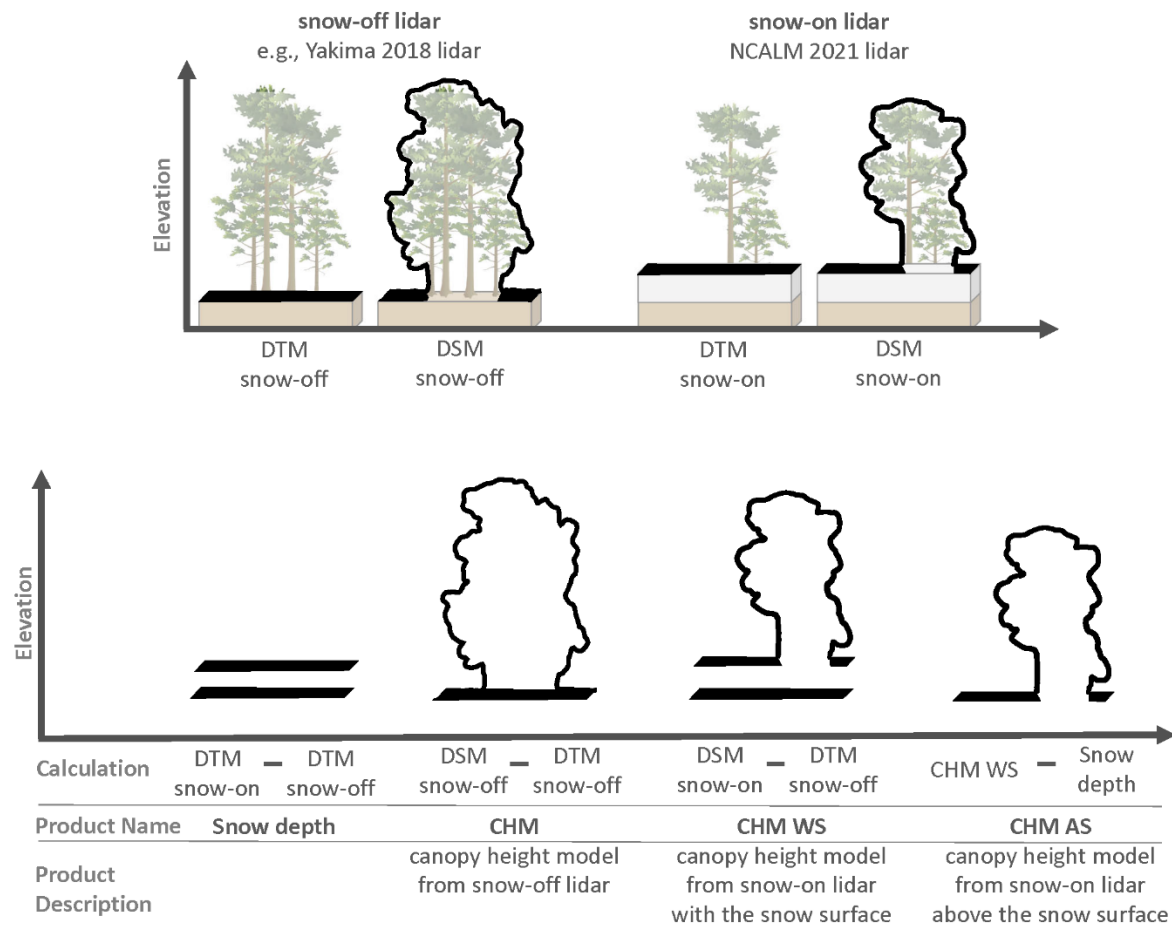 snow-off lidar
e.g., Yakima 2018 lidar
snow-on lidar
NCALM 2021 lidar
Elevation
DTM
snow-off
DSM
snow-off
DTM
snow-on
DSM
snow-on
Elevation
Calculation
DTM
snow-on
–
DTM
snow-off
DSM
snow-off
–
DTM
snow-off
DSM
snow-on
–
DTM
snow-off
CHM WS
–
Snow
depth
Product Name
Snow depth
CHM
CHM WS
CHM AS
Product
Description
canopy height model
from snow-off lidar
canopy height model
from snow-on lidar
with the snow surface
canopy height model
from snow-on lidar
above the snow surface